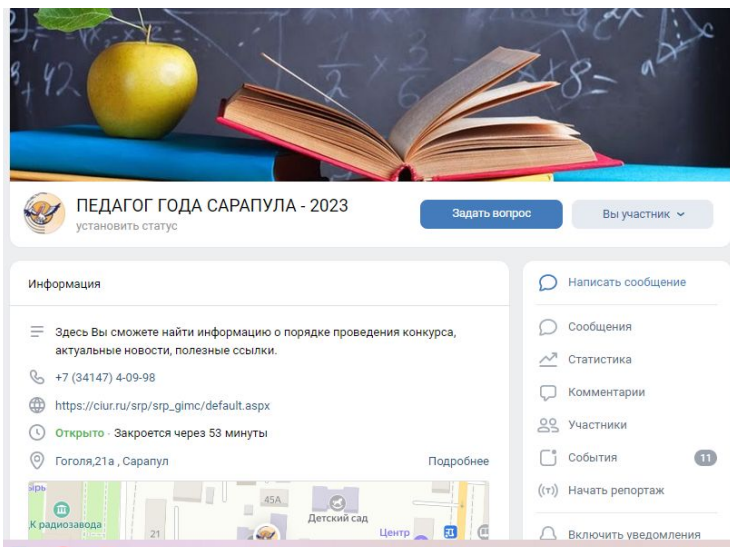 ПЕДАГОГ ГОДА САРАПУЛА - 2023
установить статус
Задать вопрос
Вы участник
Информация
Здесь Вы сможете найти информацию о порядке проведения конкурса,
актуальные новости, полезные ссылки.
+7 (34147) 4-09-98
https://ciur.ru/srp/srp_gimc/default.aspx
Открыто · Закроется через 53 минуты
Гоголя,21а , Сарапул
Подробнее
45А
Детский сад
К радиозавода
21
Центр
Написать сообщение
Сообщения
Статистика
Комментарии
Участники
События
11
Начать репортаж
Включить уведомления